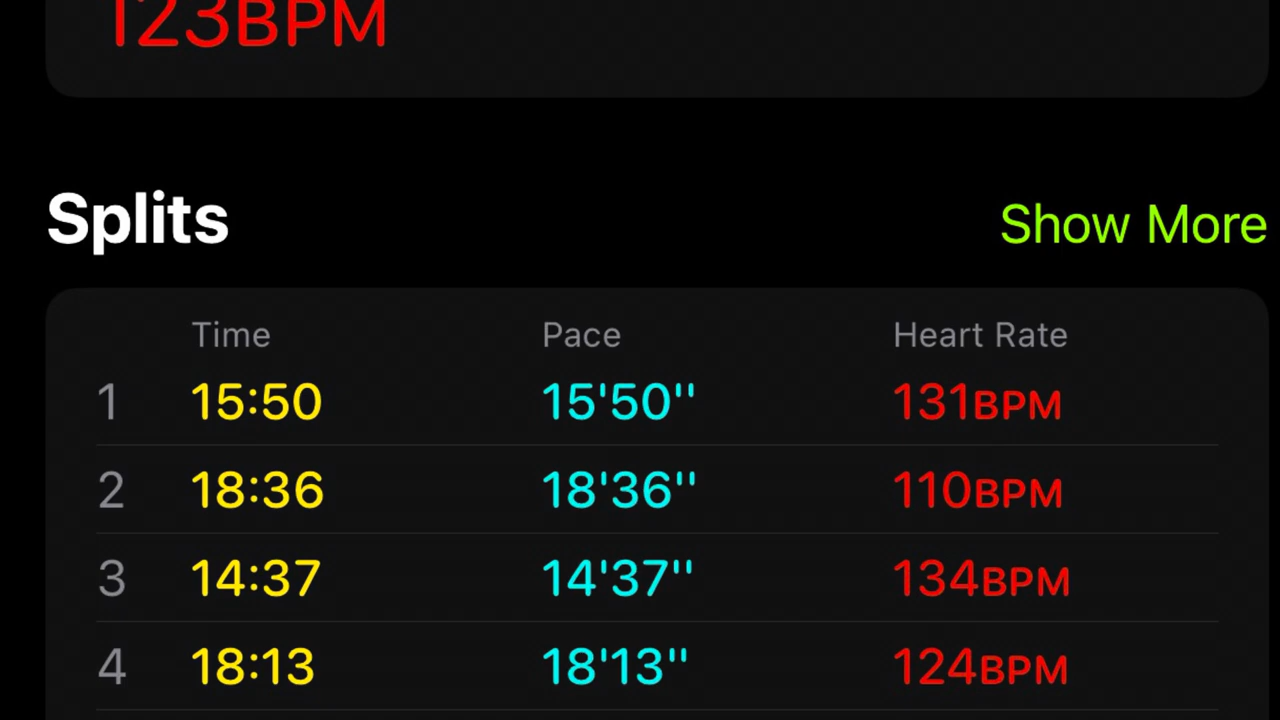 123BPM
Splits Show More
Time Pace Heart Rate
1 15:50 15'50'' 131BPM
2 18:36 18'36'' 110BPM
3 14:37 14'37'' 134BPM
4 18:13 18'13'' 124BPM